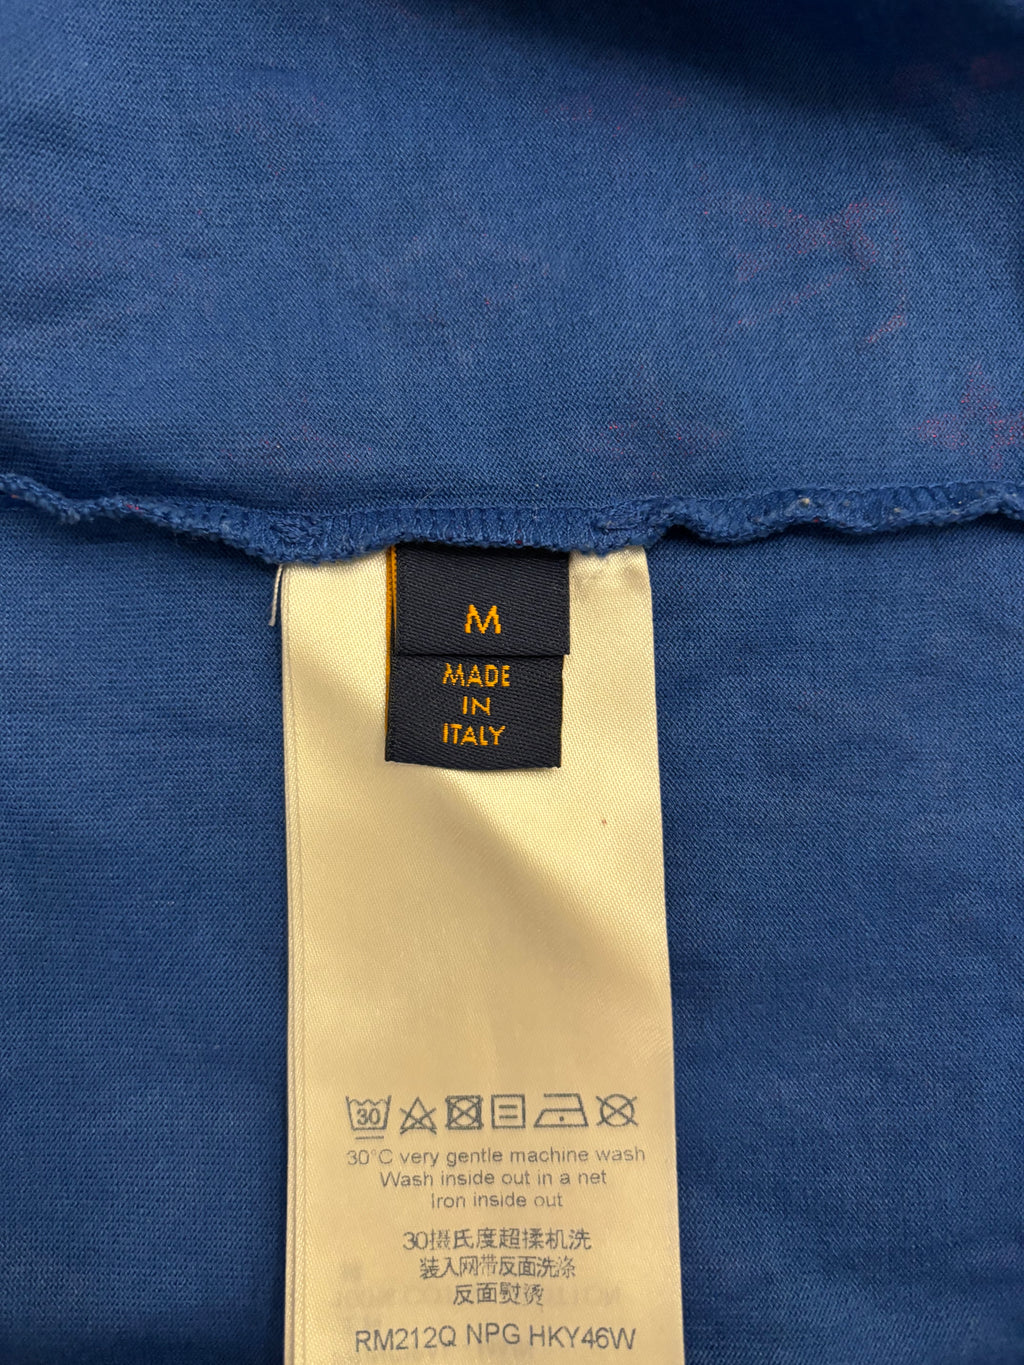 M
MADE
IN
ITALY
30
30°C very gentle machine wash
Wash inside out in a net
Iron inside out
30摄氏度超揉机洗
装入网带反面洗涤
反面熨烫
RM212Q NPG HKY46W